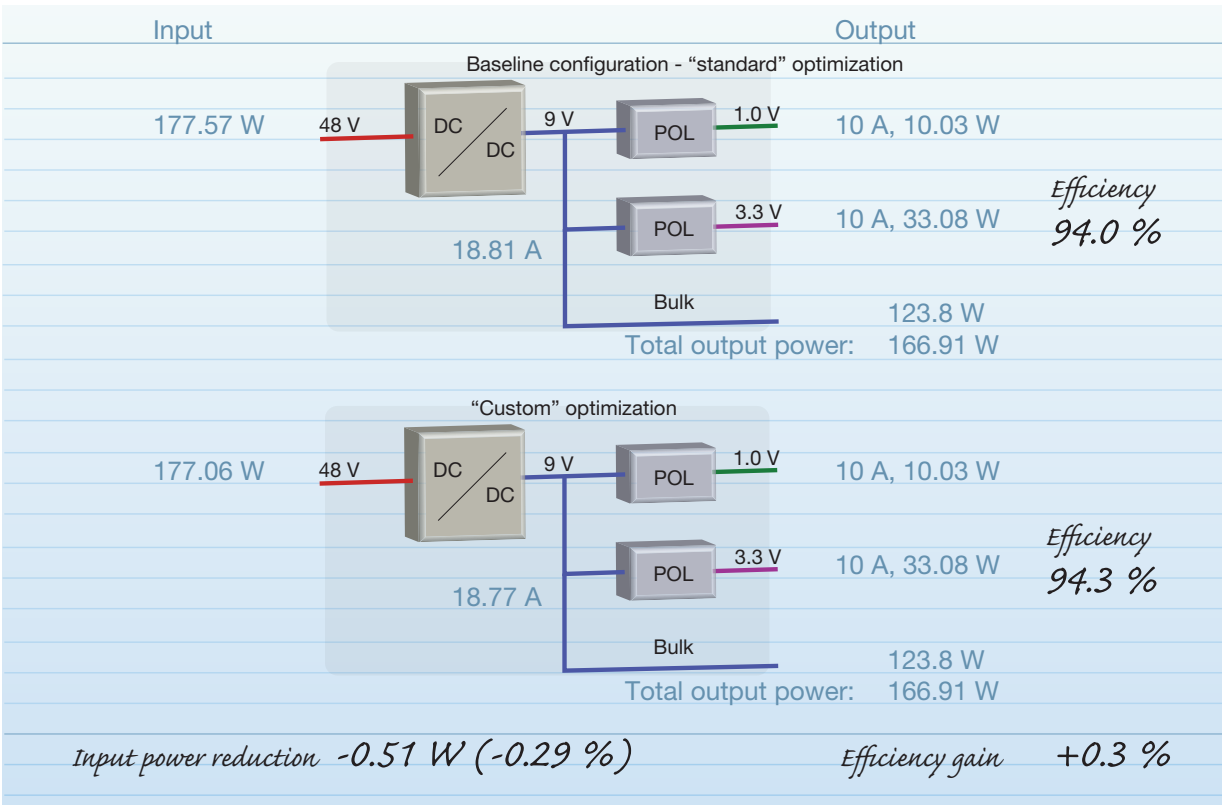 Input Output
Baseline configuration - “standard” optimization
177.57 W 48 V DC DC 9 V POL 1.0 V 10 A, 10.03 W
Efficiency
POL 3.3 V 10 A, 33.08 W
94.0 %
18.81 A
Bulk
123.8 W
Total output power: 166.91 W
“Custom” optimization
177.06 W 48 V DC DC 9 V POL 1.0 V 10 A, 10.03 W
Efficiency
POL 3.3 V 10 A, 33.08 W
94.3 %
18.77 A
Bulk
123.8 W
Total output power: 166.91 W
Input power reduction -0.51 W (-0.29 %) Efficiency gain +0.3 %